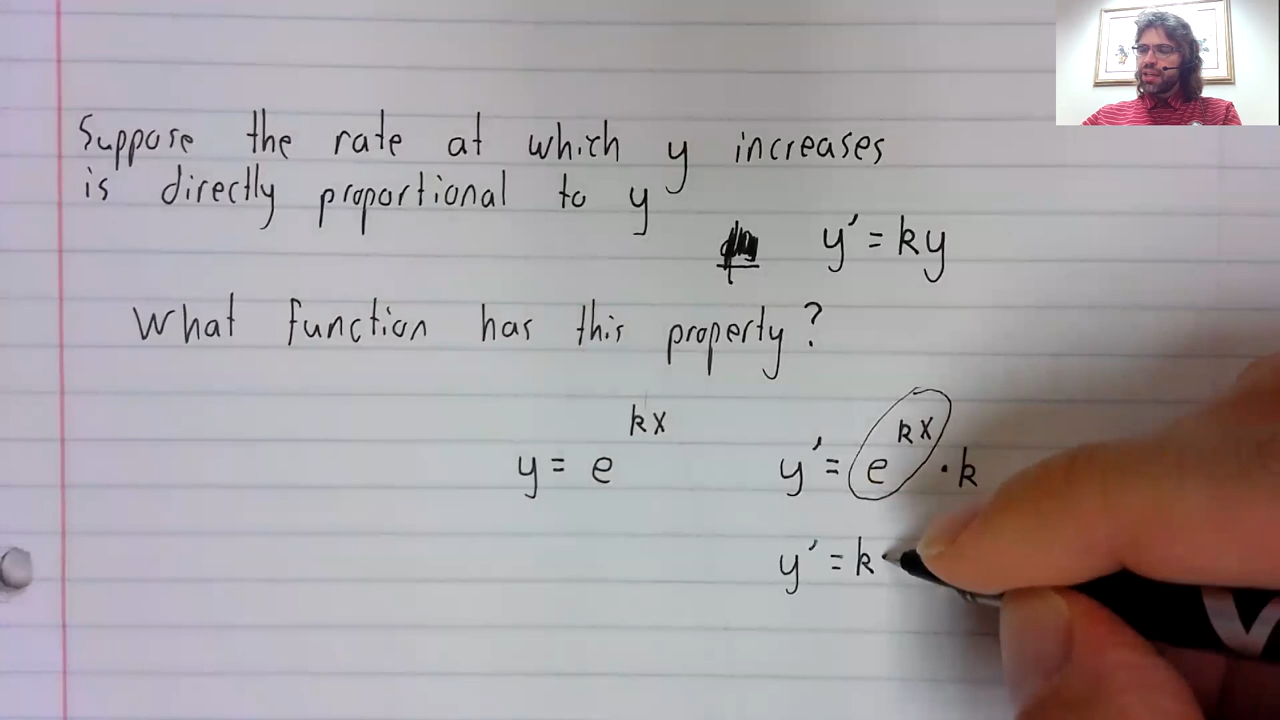 Suppose the rate at which y increases
is directly proportional to y
y' = ky
What function has this property?
y = e^{kx} y' = e^{kx} · k
y' = k ·